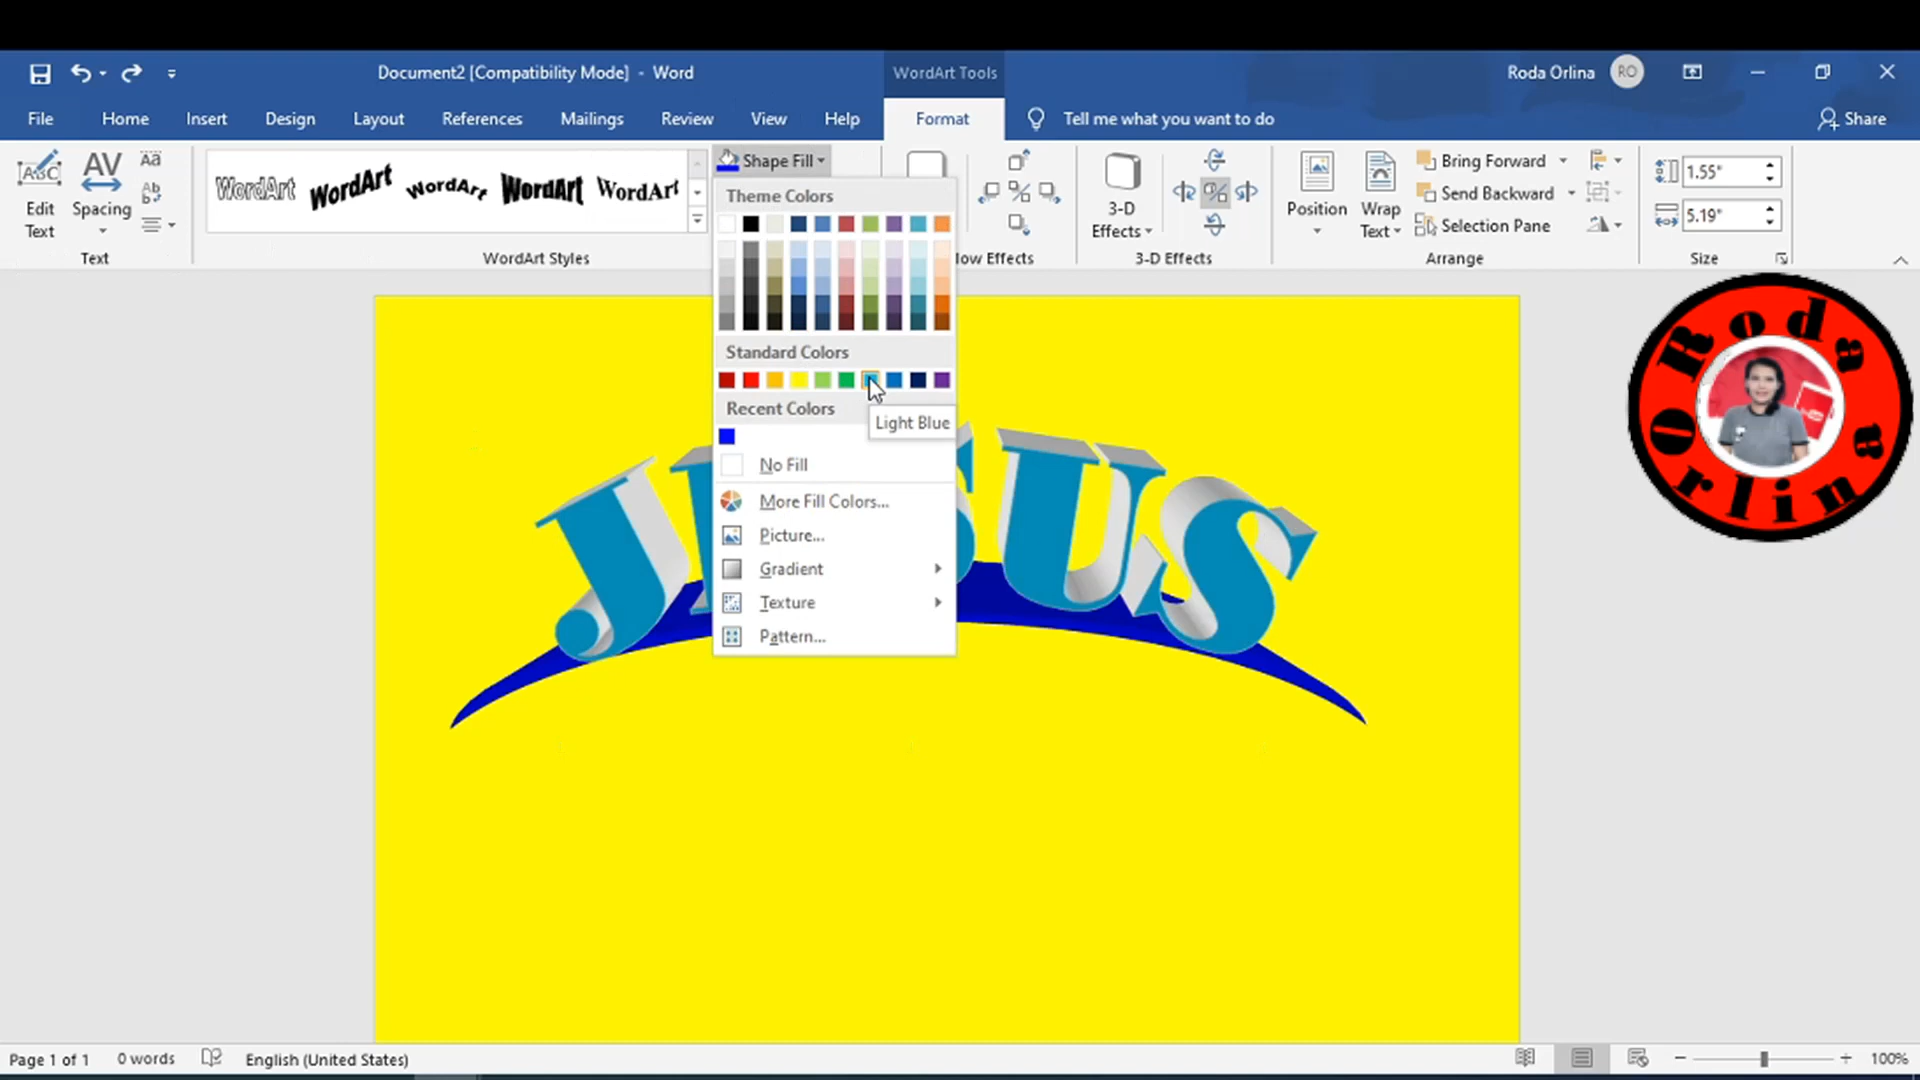 Document2 [Compatibility Mode] - Word
WordArt Tools
Roda Orlina
RO
File
Home
Insert
Design
Layout
References
Mailings
Review
View
Help
Format
Tell me what you want to do
Share
ABC
Edit
Text
AV
Spacing
Aa
Ab
Text
WordArt
WordArt
WordArt
WordArt
WordArt
WordArt Styles
Shape Fill
Theme Colors
Standard Colors
Recent Colors
Light Blue
No Fill
More Fill Colors...
Picture...
Gradient
Texture
Pattern...
3-D
Effects
3-D Effects
Position
Wrap
Text
Bring Forward
Send Backward
Selection Pane
Arrange
1.55"
5.19"
Size
Roda
Orlina
Page 1 of 1
0 words
English (United States)
100%